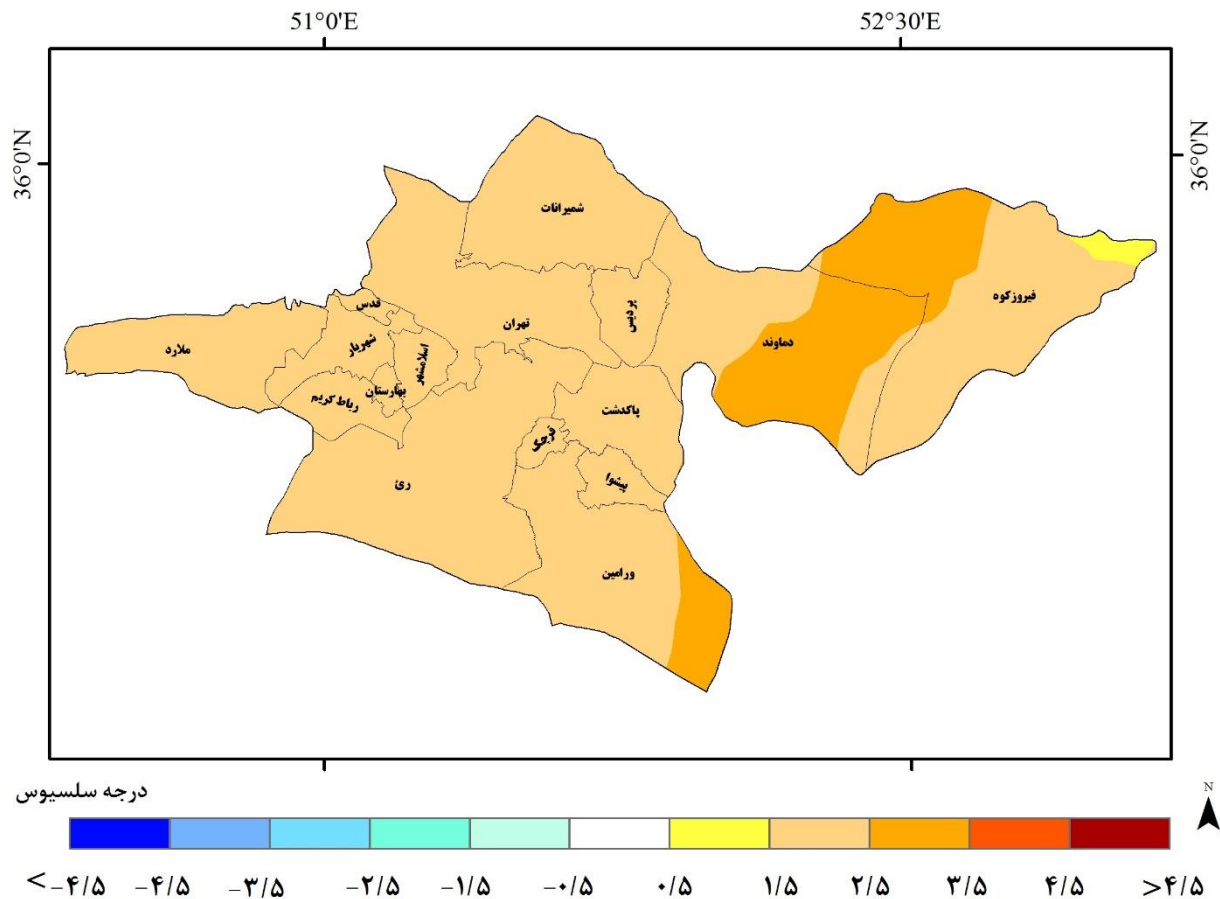 51°0'E 52°30'E
36°0'N 36°0'N
شمیرانات
فیروزکوه
قدس
پردیس
تهران
دماوند
ملارد
شهریار
اسلامشهر
بهارستان
رباط کریم
پاکدشت
قرچک
ری
پیشوا
ورامین
درجه سلسیوس
N
< -۴/۵ -۴/۵ -۳/۵ -۲/۵ -۱/۵ -۰/۵ ۰/۵ ۱/۵ ۲/۵ ۳/۵ ۴/۵ >۴/۵